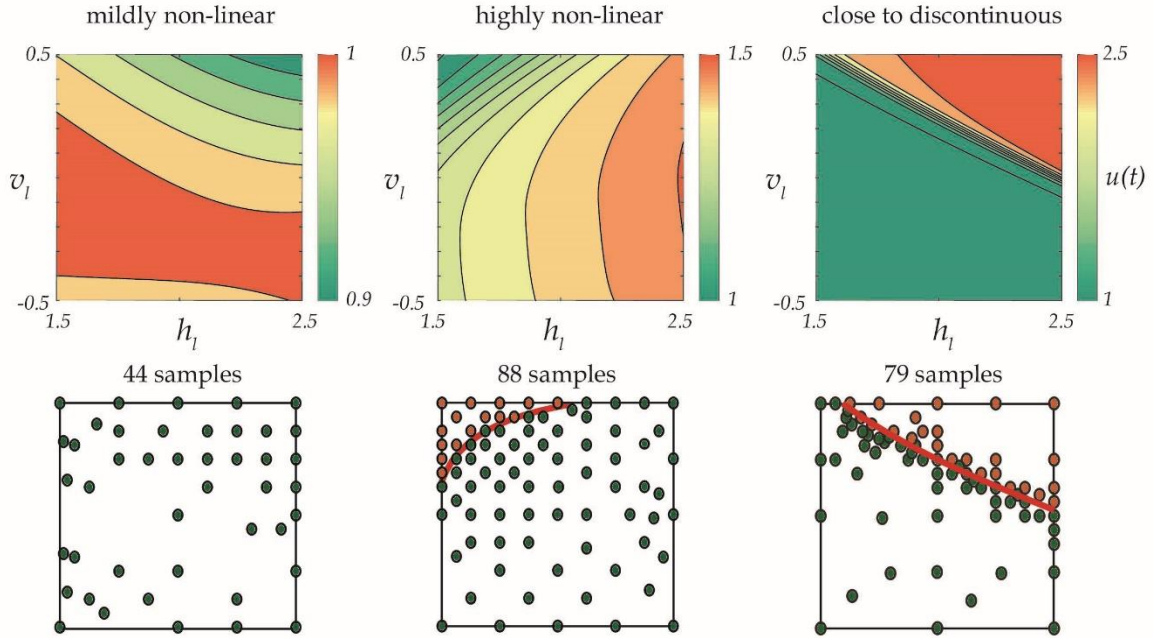 mildly non-linear
highly non-linear
close to discontinuous
0.5
v_l
-0.5
1.5
h_l
2.5
1
0.9
0.5
v_l
-0.5
1.5
h_l
2.5
1.5
1
0.5
v_l
-0.5
1.5
h_l
2.5
2.5
u(t)
1
44 samples
88 samples
79 samples